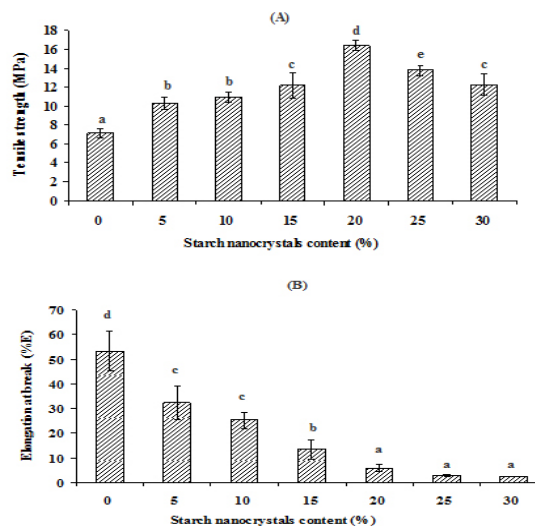 (A)
18
16
14
12
10
8
6
4
2
0
Tensile strength (MPa)
a
b
b
c
d
e
c
0 5 10 15 20 25 30
Starch nanocrystals content (%)
(B)
70
60
50
40
30
20
10
0
Elongation at break (%E)
d
c
c
b
a
a
a
0 5 10 15 20 25 30
Starch nanocrystals content (%)